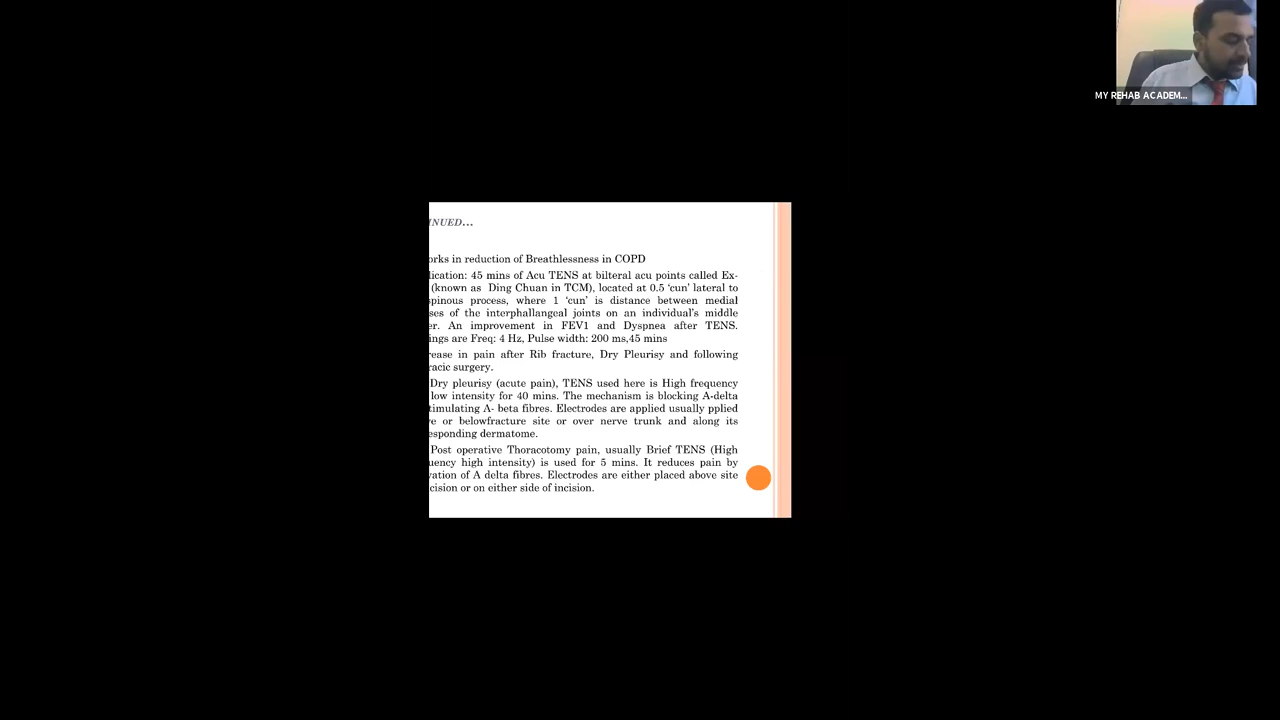 INUED...
orks in reduction of Breathlessness in COPD
lication: 45 mins of Acu TENS at bilteral acu points called Ex-
(known as Ding Chuan in TCM), located at 0.5 ‘cun’ lateral to
spinous process, where 1 ‘cun’ is distance between medial
ses of the interphallangeal joints on an individual’s middle
er. An improvement in FEV1 and Dyspnea after TENS.
ings are Freq: 4 Hz, Pulse width: 200 ms,45 mins
rease in pain after Rib fracture, Dry Pleurisy and following
racic surgery.
Dry pleurisy (acute pain), TENS used here is High frequency
low intensity for 40 mins. The mechanism is blocking A-delta
timulating A- beta fibres. Electrodes are applied usually pplied
ve or belowfracture site or over nerve trunk and along its
esponding dermatome.
Post operative Thoracotomy pain, usually Brief TENS (High
uency high intensity) is used for 5 mins. It reduces pain by
vation of A delta fibres. Electrodes are either placed above site
cision or on either side of incision.
MY REHAB ACADEM...